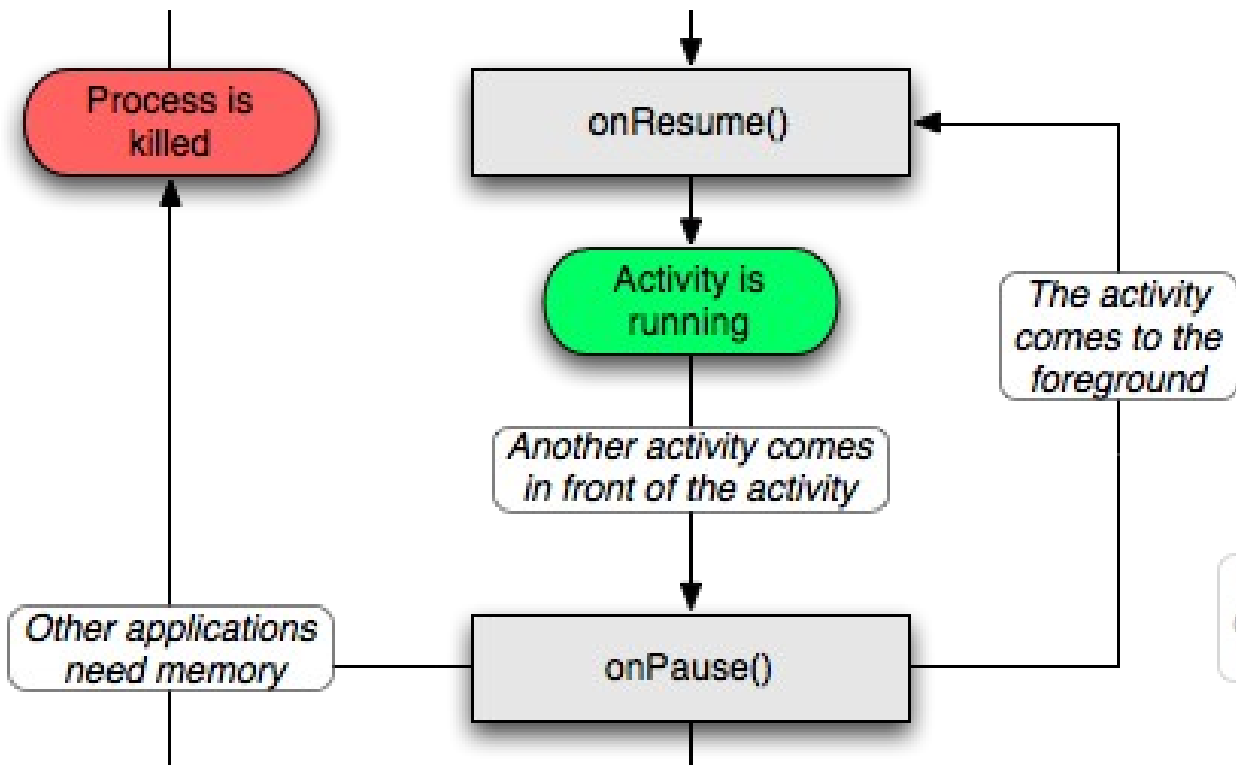 Process is
killed
onResume()
Activity is
running
The activity
comes to the
foreground
Another activity comes
in front of the activity
Other applications
need memory
onPause()